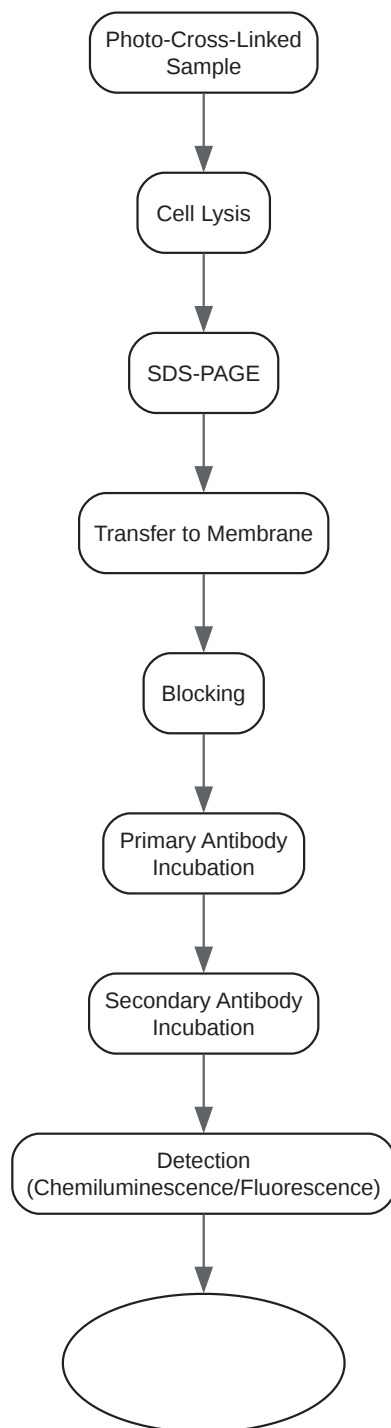 Photo-Cross-Linked
Sample
Cell Lysis
SDS-PAGE
Transfer to Membrane
Blocking
Primary Antibody
Incubation
Secondary Antibody
Incubation
Detection
(Chemiluminescence/Fluorescence)